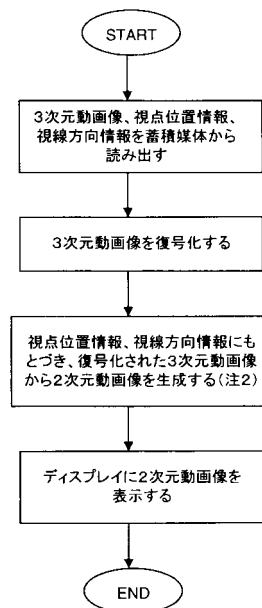 START
3次元動画像、視点位置情報、
視線方向情報を蓄積媒体から
読み出す
3次元動画像を復号化する
視点位置情報、視線方向情報にも
とづき、復号化された3次元動画像
から2次元動画像を生成する(注2)
ディスプレイに2次元動画像を
表示する
END